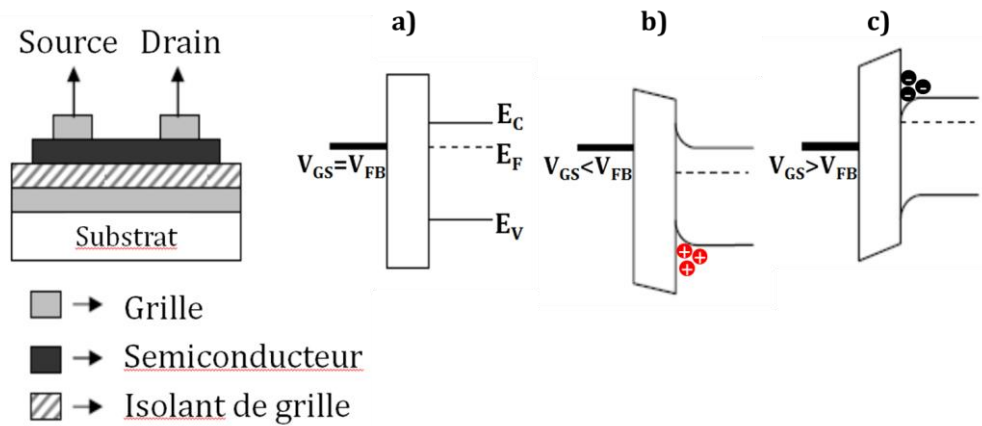 Source Drain
Substrat
Grille
Semiconducteur
Isolant de grille
a)
V_GS=V_FB
E_C
E_F
E_V
b)
V_GS<V_FB
c)
V_GS>V_FB